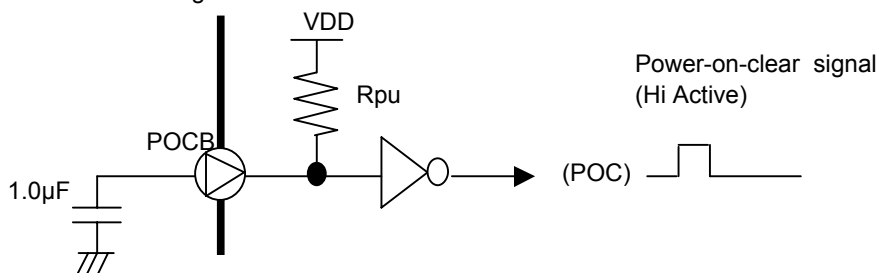 VDD
Power-on-clear signal
(Hi Active)
Rpu
POCB
(POC)
1.0µF